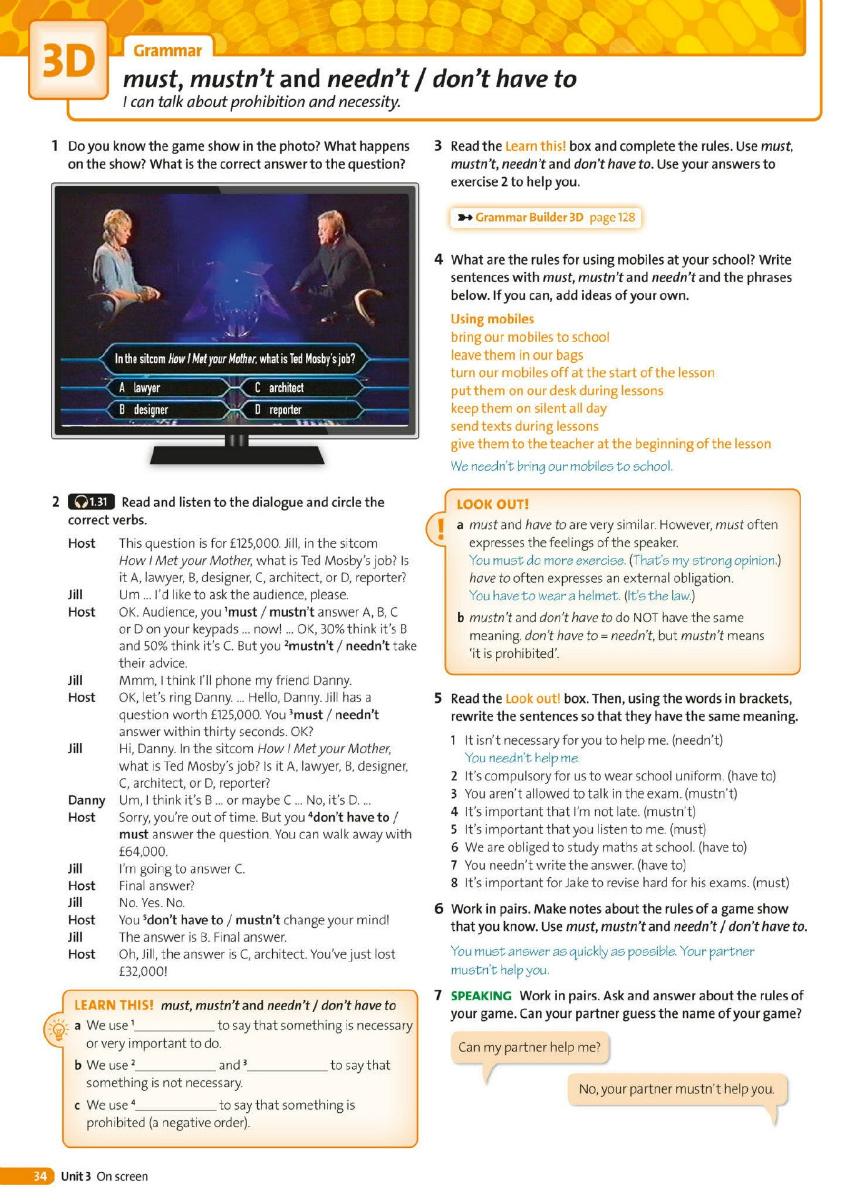 3D
Grammar
must, mustn't and needn't / don't have to
I can talk about prohibition and necessity.
1 Do you know the game show in the photo? What happens
on the show? What is the correct answer to the question?
In the sitcom How I Met your Mother, what is Ted Mosby's job?
A lawyer
C architect
B designer
D reporter
2 1.31 Read and listen to the dialogue and circle the
correct verbs.
Host This question is for £125,000. Jill, in the sitcom
How I Met your Mother, what is Ted Mosby's job? Is
it A, lawyer, B, designer, C, architect, or D, reporter?
Jill Um ... I'd like to ask the audience, please.
Host OK. Audience, you ¹must / mustn't answer A, B, C
or D on your keypads ... now! ... OK, 30% think it's B
and 50% think it's C. But you ²mustn't / needn't take
their advice.
Jill Mmm, I think I'll phone my friend Danny.
Host OK, let's ring Danny. ... Hello, Danny. Jill has a
question worth £125,000. You ³must / needn't
answer within thirty seconds. OK?
Jill Hi, Danny. In the sitcom How I Met your Mother,
what is Ted Mosby's job? Is it A, lawyer, B, designer,
C, architect, or D, reporter?
Danny Um, I think it's B ... or maybe C ... No, it's D. ...
Host Sorry, you're out of time. But you ⁴don't have to /
must answer the question. You can walk away with
£64,000.
Jill I'm going to answer C.
Host Final answer?
Jill No. Yes. No.
Host You ⁵don't have to / mustn't change your mind!
Jill The answer is B. Final answer.
Host Oh, Jill, the answer is C, architect. You've just lost
£32,000!
LEARN THIS! must, mustn't and needn't / don't have to
a We use ¹____________ to say that something is necessary
or very important to do.
b We use ²____________ and ³____________ to say that
something is not necessary.
c We use ⁴____________ to say that something is
prohibited (a negative order).
3 Read the Learn this! box and complete the rules. Use must,
mustn't, needn't and don't have to. Use your answers to
exercise 2 to help you.
Grammar Builder 3D page 128
4 What are the rules for using mobiles at your school? Write
sentences with must, mustn't and needn't and the phrases
below. If you can, add ideas of your own.
Using mobiles
bring our mobiles to school
leave them in our bags
turn our mobiles off at the start of the lesson
put them on our desk during lessons
keep them on silent all day
send texts during lessons
give them to the teacher at the beginning of the lesson
We needn't bring our mobiles to school.
LOOK OUT!
!
a must and have to are very similar. However, must often
expresses the feelings of the speaker.
You must do more exercise. (That's my strong opinion.)
have to often expresses an external obligation.
You have to wear a helmet. (It's the law.)
b mustn't and don't have to do NOT have the same
meaning. don't have to = needn't, but mustn't means
'it is prohibited'.
5 Read the Look out! box. Then, using the words in brackets,
rewrite the sentences so that they have the same meaning.
1 It isn't necessary for you to help me. (needn't)
You needn't help me.
2 It's compulsory for us to wear school uniform. (have to)
3 You aren't allowed to talk in the exam. (mustn't)
4 It's important that I'm not late. (mustn't)
5 It's important that you listen to me. (must)
6 We are obliged to study maths at school. (have to)
7 You needn't write the answer. (have to)
8 It's important for Jake to revise hard for his exams. (must)
6 Work in pairs. Make notes about the rules of a game show
that you know. Use must, mustn't and needn't / don't have to.
You must answer as quickly as possible. Your partner
mustn't help you.
7 SPEAKING Work in pairs. Ask and answer about the rules of
your game. Can your partner guess the name of your game?
Can my partner help me?
No, your partner mustn't help you.
34 Unit 3 On screen